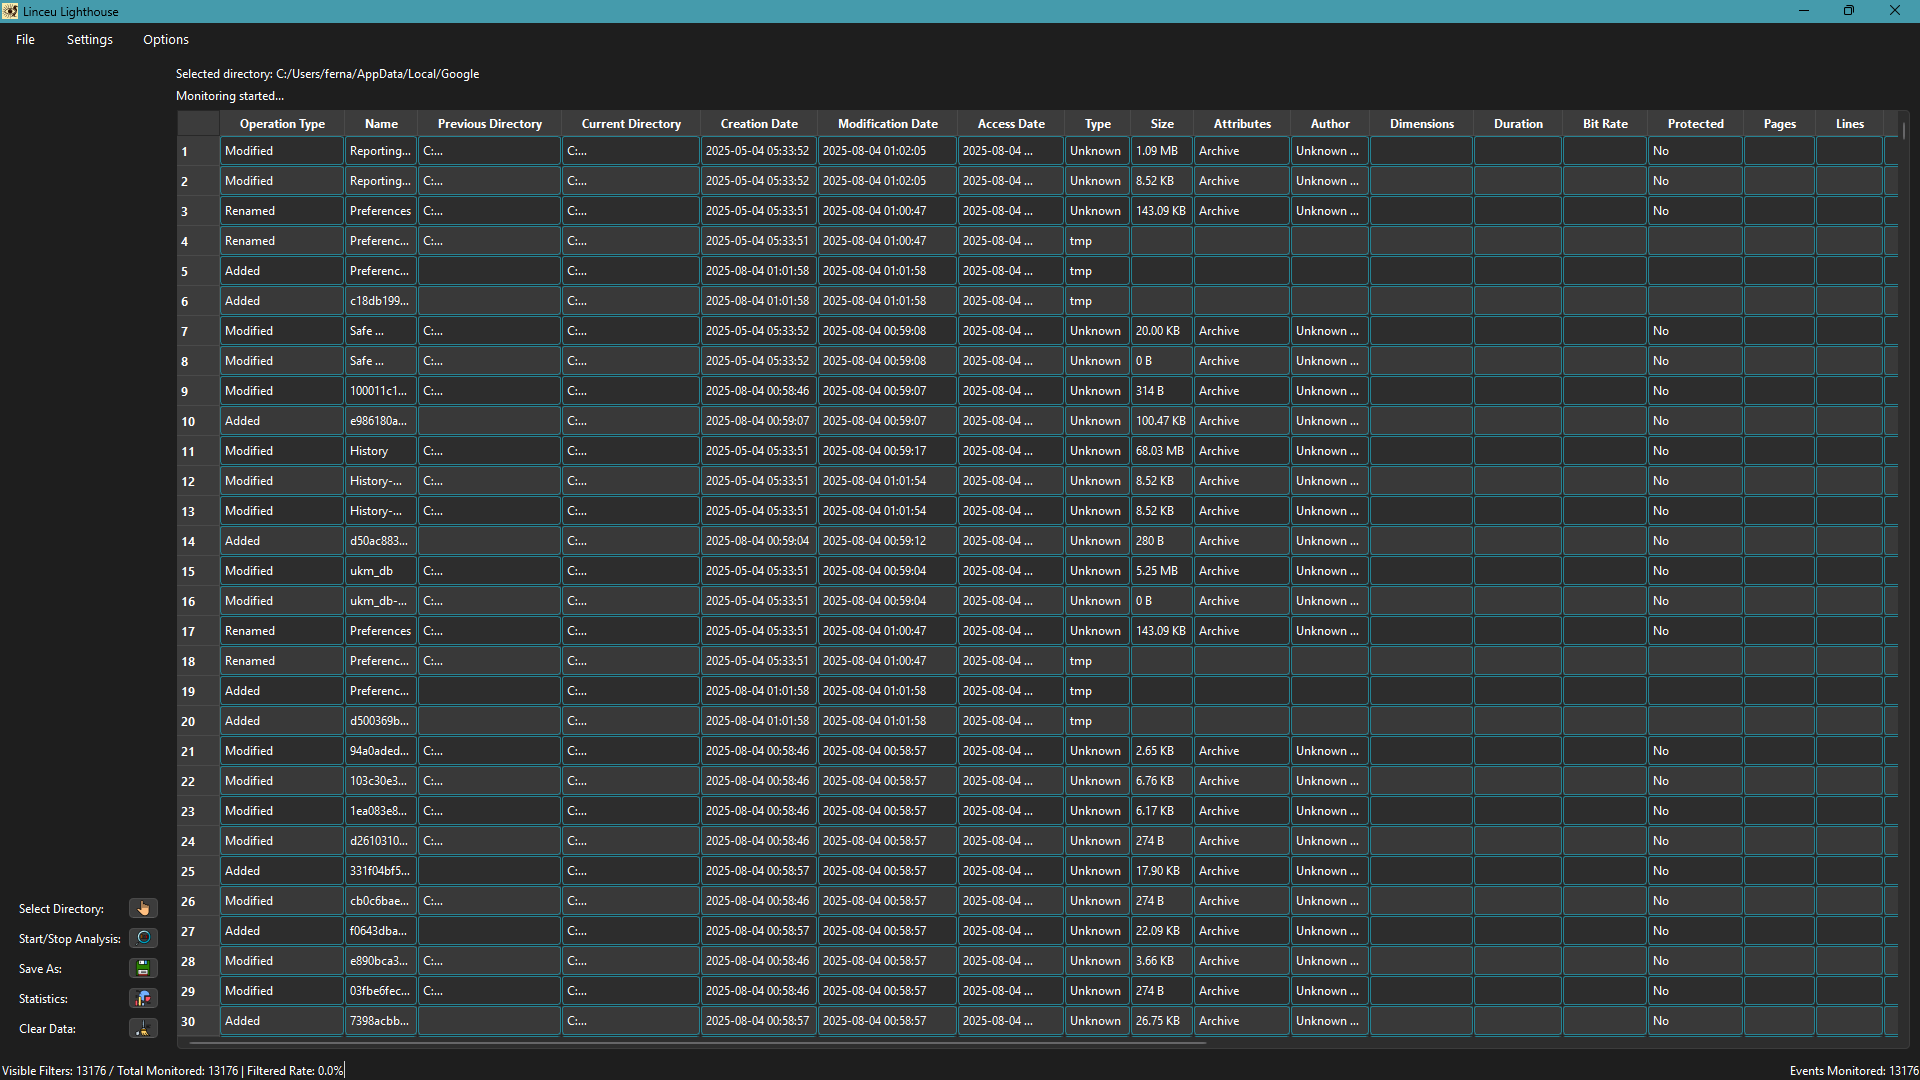 Linceu Lighthouse
File Settings Options
Selected directory: C:/Users/ferna/AppData/Local/Google
Monitoring started...
Operation Type Name Previous Directory Current Directory Creation Date Modification Date Access Date Type Size Attributes Author Dimensions Duration Bit Rate Protected Pages Lines
1 Modified Reporting... C:... C:... 2025-05-04 05:33:52 2025-08-04 01:02:05 2025-08-04 ... Unknown 1.09 MB Archive Unknown ... No
2 Modified Reporting... C:... C:... 2025-05-04 05:33:52 2025-08-04 01:02:05 2025-08-04 ... Unknown 8.52 KB Archive Unknown ... No
3 Renamed Preferences C:... C:... 2025-05-04 05:33:51 2025-08-04 01:00:47 2025-08-04 ... Unknown 143.09 KB Archive Unknown ... No
4 Renamed Preferenc... C:... C:... 2025-05-04 05:33:51 2025-08-04 01:00:47 2025-08-04 ... tmp
5 Added Preferenc... C:... 2025-08-04 01:01:58 2025-08-04 01:01:58 2025-08-04 ... tmp
6 Added c18db199... C:... 2025-08-04 01:01:58 2025-08-04 01:01:58 2025-08-04 ... tmp
7 Modified Safe ... C:... C:... 2025-05-04 05:33:52 2025-08-04 00:59:08 2025-08-04 ... Unknown 20.00 KB Archive Unknown ... No
8 Modified Safe ... C:... C:... 2025-05-04 05:33:52 2025-08-04 00:59:08 2025-08-04 ... Unknown 0 B Archive Unknown ... No
9 Modified 100011c1... C:... C:... 2025-08-04 00:58:46 2025-08-04 00:59:07 2025-08-04 ... Unknown 314 B Archive Unknown ... No
10 Added e986180a... C:... 2025-08-04 00:59:07 2025-08-04 00:59:07 2025-08-04 ... Unknown 100.47 KB Archive Unknown ... No
11 Modified History C:... C:... 2025-05-04 05:33:51 2025-08-04 00:59:17 2025-08-04 ... Unknown 68.03 MB Archive Unknown ... No
12 Modified History-... C:... C:... 2025-05-04 05:33:51 2025-08-04 01:01:54 2025-08-04 ... Unknown 8.52 KB Archive Unknown ... No
13 Modified History-... C:... C:... 2025-05-04 05:33:51 2025-08-04 01:01:54 2025-08-04 ... Unknown 8.52 KB Archive Unknown ... No
14 Added d50ac883... C:... 2025-08-04 00:59:04 2025-08-04 00:59:12 2025-08-04 ... Unknown 280 B Archive Unknown ... No
15 Modified ukm_db C:... C:... 2025-05-04 05:33:51 2025-08-04 00:59:04 2025-08-04 ... Unknown 5.25 MB Archive Unknown ... No
16 Modified ukm_db-... C:... C:... 2025-05-04 05:33:51 2025-08-04 00:59:04 2025-08-04 ... Unknown 0 B Archive Unknown ... No
17 Renamed Preferences C:... C:... 2025-05-04 05:33:51 2025-08-04 01:00:47 2025-08-04 ... Unknown 143.09 KB Archive Unknown ... No
18 Renamed Preferenc... C:... C:... 2025-05-04 05:33:51 2025-08-04 01:00:47 2025-08-04 ... tmp
19 Added Preferenc... C:... 2025-08-04 01:01:58 2025-08-04 01:01:58 2025-08-04 ... tmp
20 Added d500369b... C:... 2025-08-04 01:01:58 2025-08-04 01:01:58 2025-08-04 ... tmp
21 Modified 94a0aded... C:... C:... 2025-08-04 00:58:46 2025-08-04 00:58:57 2025-08-04 ... Unknown 2.65 KB Archive Unknown ... No
22 Modified 103c30e3... C:... C:... 2025-08-04 00:58:46 2025-08-04 00:58:57 2025-08-04 ... Unknown 6.76 KB Archive Unknown ... No
23 Modified 1ea083e8... C:... C:... 2025-08-04 00:58:46 2025-08-04 00:58:57 2025-08-04 ... Unknown 6.17 KB Archive Unknown ... No
24 Modified d2610310... C:... C:... 2025-08-04 00:58:46 2025-08-04 00:58:57 2025-08-04 ... Unknown 274 B Archive Unknown ... No
25 Added 331f04bf5... C:... 2025-08-04 00:58:57 2025-08-04 00:58:57 2025-08-04 ... Unknown 17.90 KB Archive Unknown ... No
26 Modified cb0c6bae... C:... C:... 2025-08-04 00:58:46 2025-08-04 00:58:57 2025-08-04 ... Unknown 274 B Archive Unknown ... No
27 Added f0643dba... C:... 2025-08-04 00:58:57 2025-08-04 00:58:57 2025-08-04 ... Unknown 22.09 KB Archive Unknown ... No
28 Modified e890bca3... C:... C:... 2025-08-04 00:58:46 2025-08-04 00:58:57 2025-08-04 ... Unknown 3.66 KB Archive Unknown ... No
29 Modified 03fbe6fec... C:... C:... 2025-08-04 00:58:46 2025-08-04 00:58:57 2025-08-04 ... Unknown 274 B Archive Unknown ... No
30 Added 7398acbb... C:... 2025-08-04 00:58:57 2025-08-04 00:58:57 2025-08-04 ... Unknown 26.75 KB Archive Unknown ... No
Select Directory:
Start/Stop Analysis:
Save As:
Statistics:
Clear Data:
Visible Filters: 13176 / Total Monitored: 13176 | Filtered Rate: 0.0%
Events Monitored: 13176